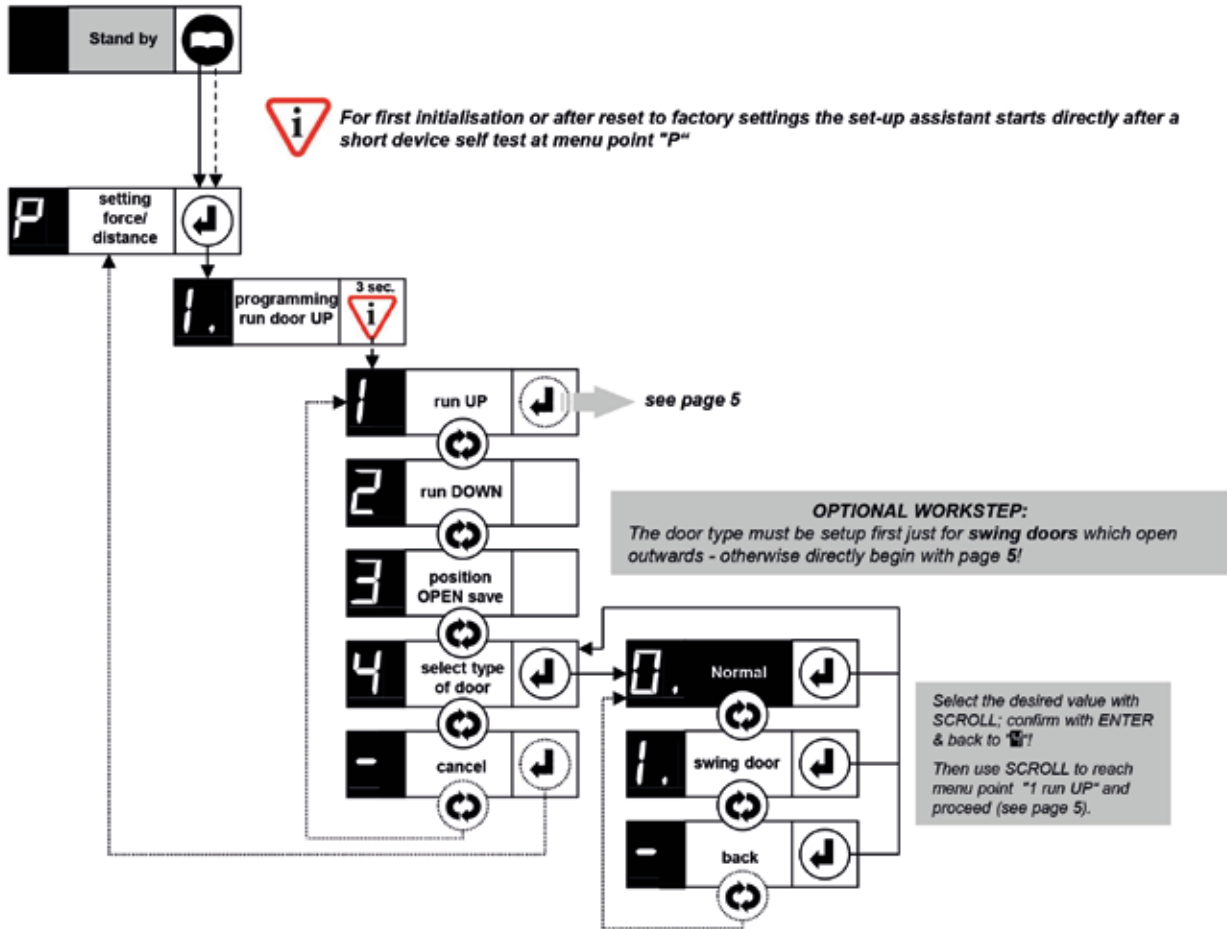 Stand by
i
For first initialisation or after reset to factory settings the set-up assistant starts directly after a
short device self test at menu point "P“
P
setting
force/
distance
1.
programming
run door UP
3 sec.
i
1
run UP
see page 5
2
run DOWN
OPTIONAL WORKSTEP:
The door type must be setup first just for swing doors which open
outwards - otherwise directly begin with page 5!
3
position
OPEN save
4
select type
of door
0.
Normal
Select the desired value with
SCROLL; confirm with ENTER
& back to "4"!
Then use SCROLL to reach
menu point "1 run UP" and
proceed (see page 5).
-
cancel
1.
swing door
-
back